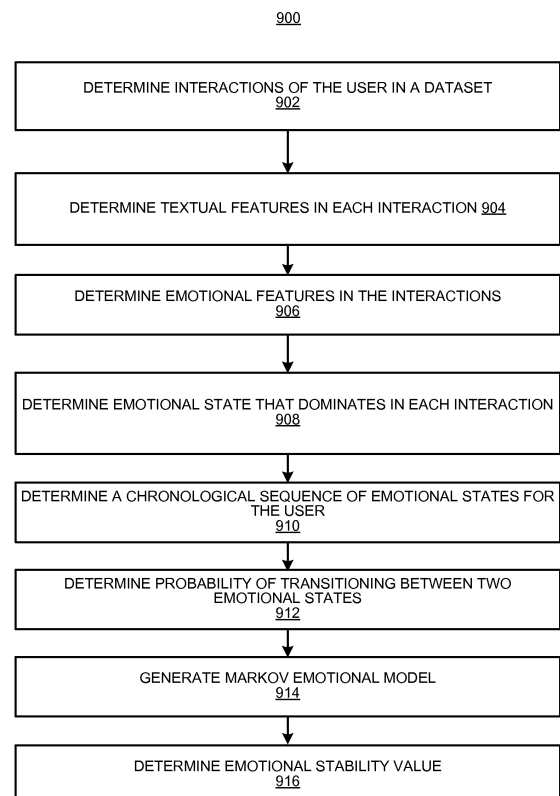 900
DETERMINE INTERACTIONS OF THE USER IN A DATASET
902
DETERMINE TEXTUAL FEATURES IN EACH INTERACTION 904
DETERMINE EMOTIONAL FEATURES IN THE INTERACTIONS
906
DETERMINE EMOTIONAL STATE THAT DOMINATES IN EACH INTERACTION
908
DETERMINE A CHRONOLOGICAL SEQUENCE OF EMOTIONAL STATES FOR
THE USER
910
DETERMINE PROBABILITY OF TRANSITIONING BETWEEN TWO
EMOTIONAL STATES
912
GENERATE MARKOV EMOTIONAL MODEL
914
DETERMINE EMOTIONAL STABILITY VALUE
916